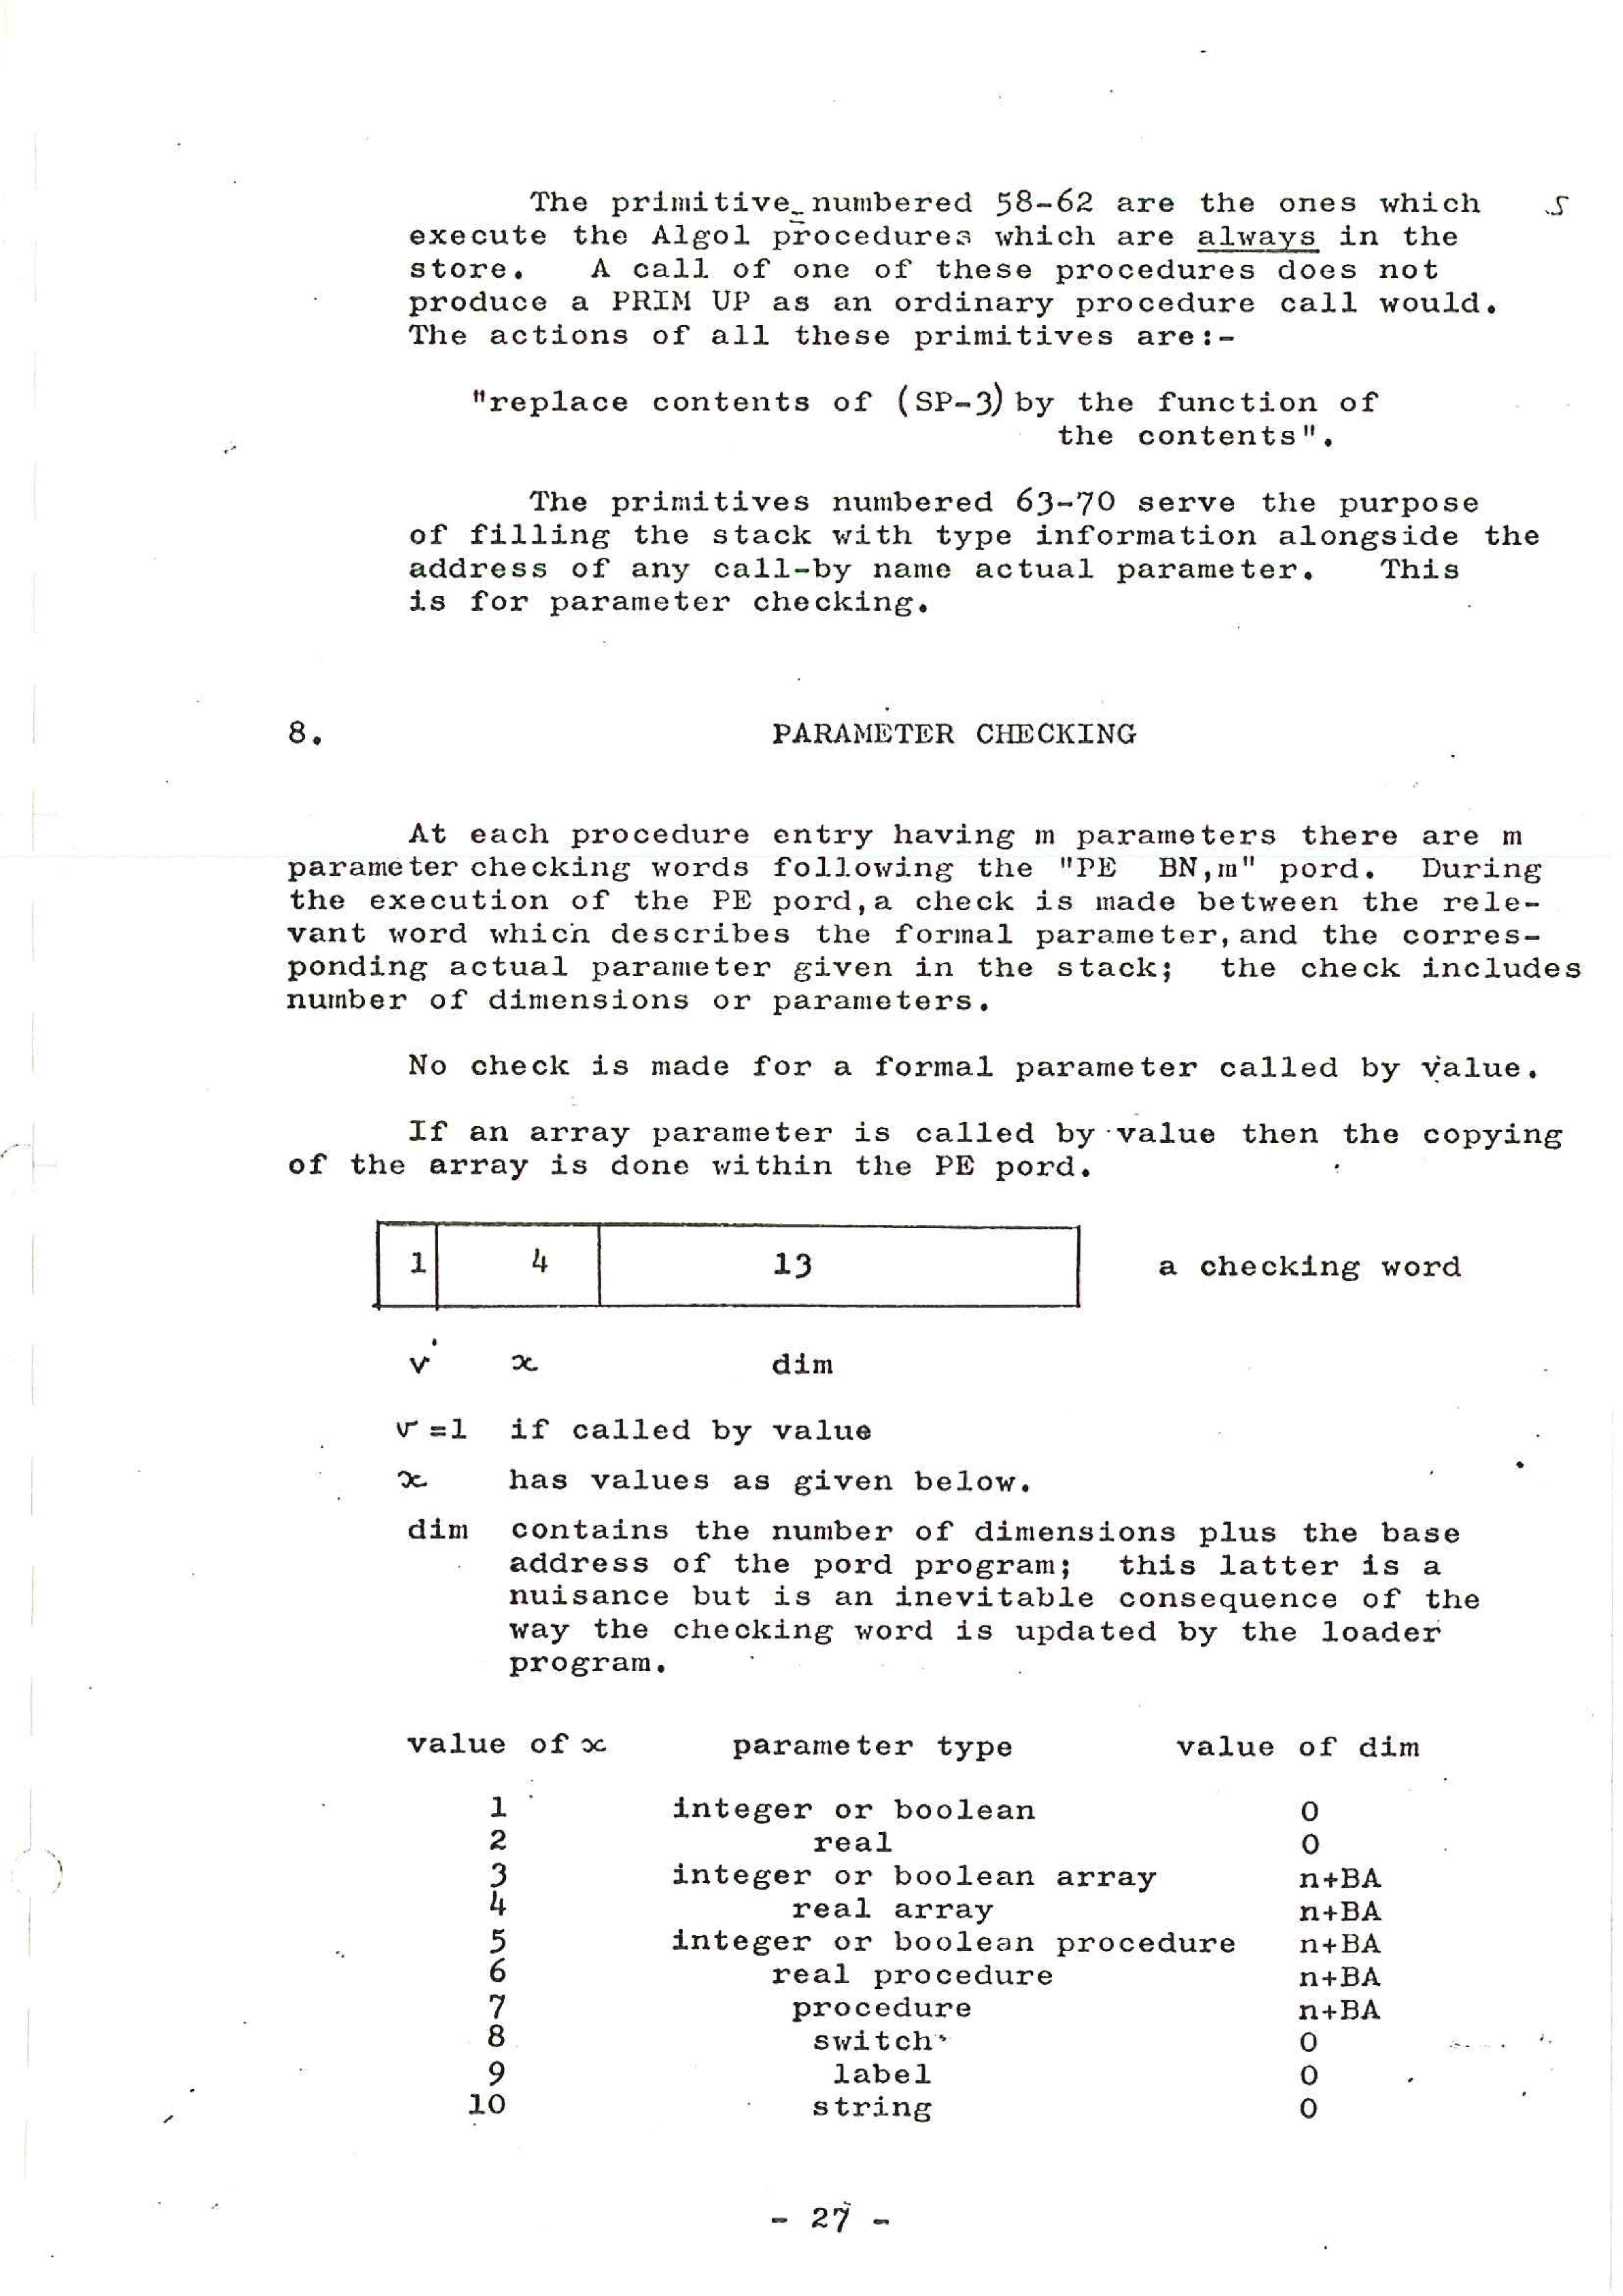 The primitive numbered 58-62 are the ones which S
execute the Algol procedures which are always in the
store. A call of one of these procedures does not
produce a PRIM UP as an ordinary procedure call would.
The actions of all these primitives are:-
"replace contents of (SP-3) by the function of
the contents".
The primitives numbered 63-70 serve the purpose
of filling the stack with type information alongside the
address of any call-by name actual parameter. This
is for parameter checking.
8. PARAMETER CHECKING
At each procedure entry having m parameters there are m
parameter checking words following the "PE BN,m" pord. During
the execution of the PE pord, a check is made between the rele-
vant word which describes the formal parameter, and the corres-
ponding actual parameter given in the stack; the check includes
number of dimensions or parameters.
No check is made for a formal parameter called by value.
If an array parameter is called by value then the copying
of the array is done within the PE pord.
1 4 13 a checking word
v x dim
v =1 if called by value
x has values as given below.
dim contains the number of dimensions plus the base
address of the pord program; this latter is a
nuisance but is an inevitable consequence of the
way the checking word is updated by the loader
program.
value of x parameter type value of dim
1 integer or boolean 0
2 real 0
3 integer or boolean array n+BA
4 real array n+BA
5 integer or boolean procedure n+BA
6 real procedure n+BA
7 procedure n+BA
8 switch 0
9 label 0
10 string 0
- 27 -